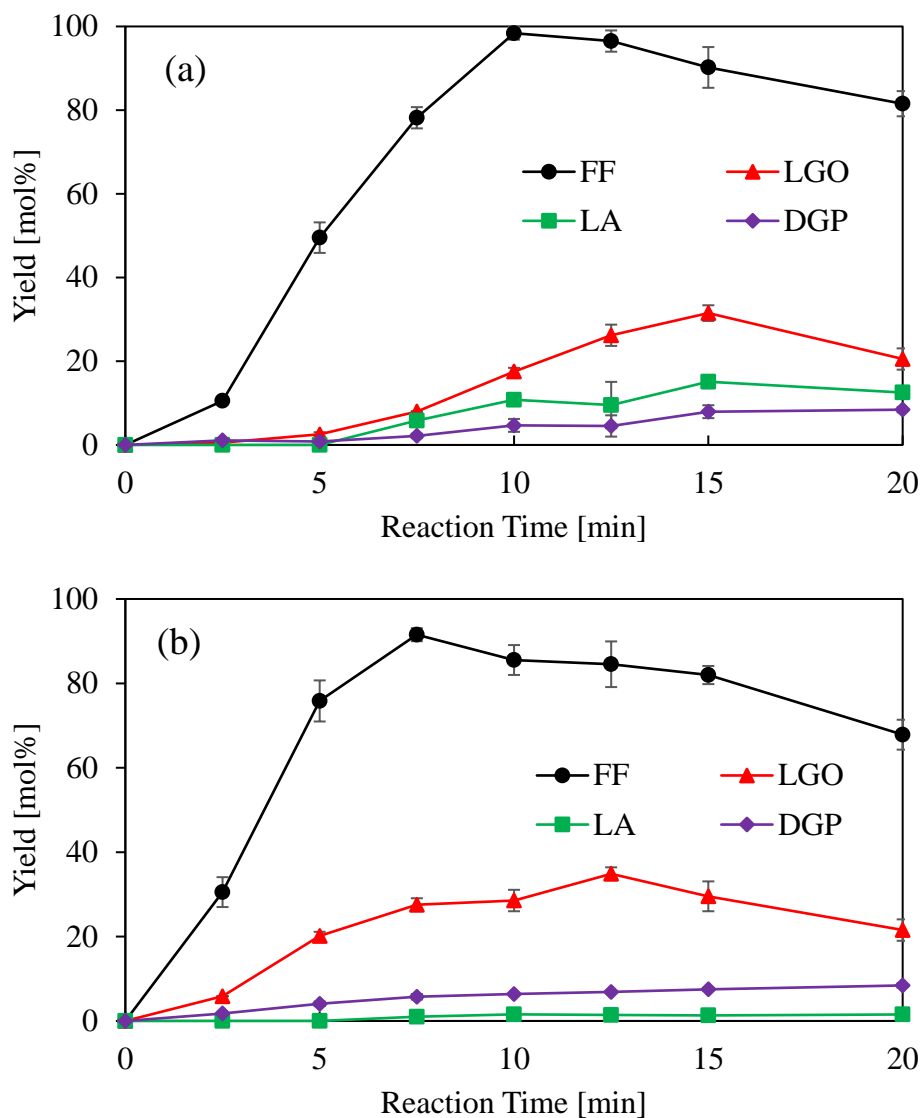 (a)
Yield [mol%]
100
80
60
40
20
0
FF LGO
LA DGP
0 5 10 15 20
Reaction Time [min]
(b)
Yield [mol%]
100
80
60
40
20
0
FF LGO
LA DGP
0 5 10 15 20
Reaction Time [min]